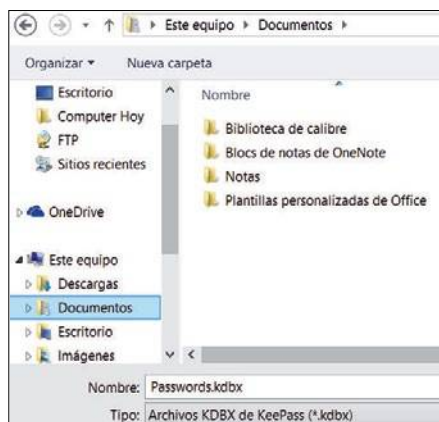 Este equipo Documentos
Organizar Nueva carpeta
Escritorio
Computer Hoy
FTP
Sitios recientes
OneDrive
Este equipo
Descargas
Documentos
Escritorio
Imágenes
Nombre
Biblioteca de calibre
Blocs de notas de OneNote
Notas
Plantillas personalizadas de Office
Nombre: Passwords.kdbx
Tipo: Archivos KDBX de KeePass (*.kdbx)